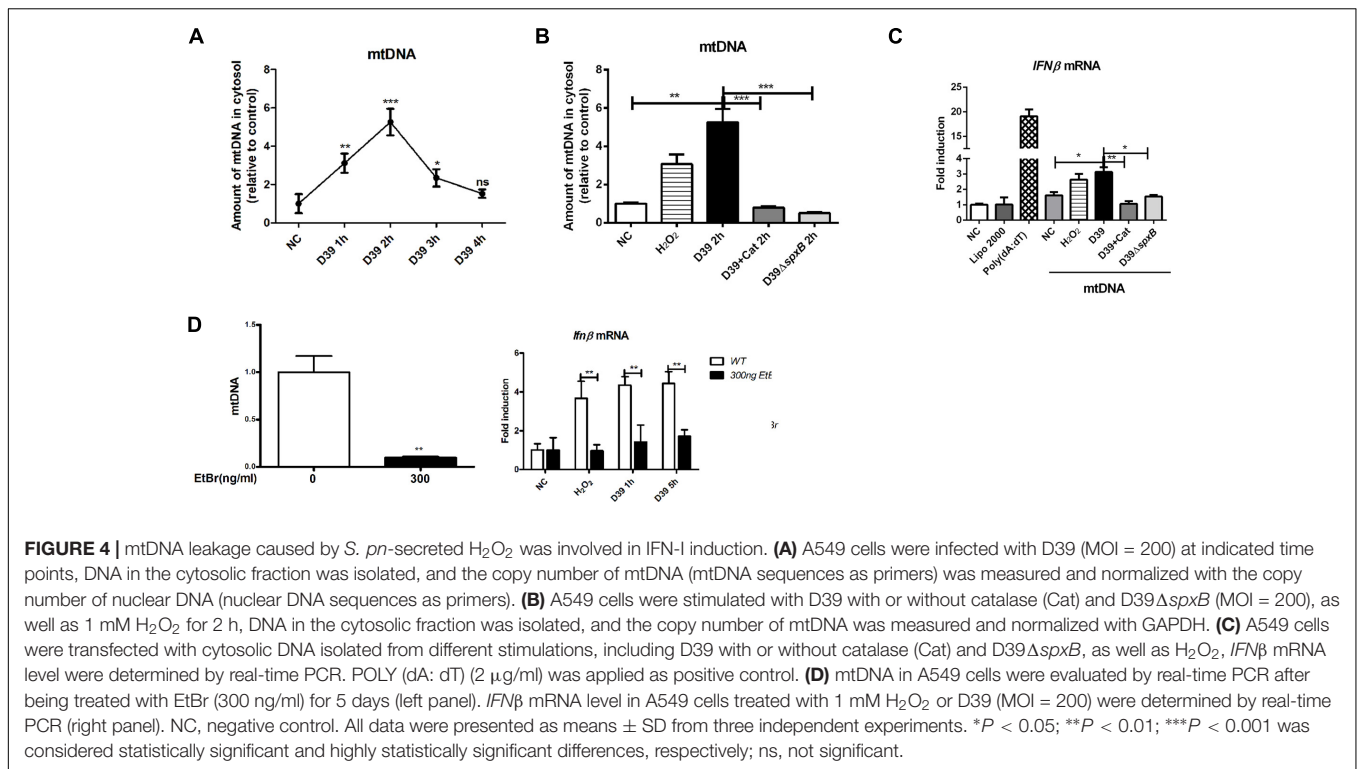 A
mtDNA
Amount of mtDNA in cytosol
(relative to control)
8
6
4
2
0
**
***
*
ns
NC
D39 1h
D39 2h
D39 3h
D39 4h
B
mtDNA
Amount of mtDNA in cytosol
(relative to control)
8
6
4
2
0
**
***
***
NC
H₂O₂
D39 2h
D39+Cat 2h
D39ΔspxB 2h
C
IFNβ mRNA
Fold induction
25
20
15
4
3
2
1
0
*
**
*
NC
Lipo 2000
Poly(dA:dT)
NC
H₂O₂
D39
D39+Cat
D39ΔspxB
mtDNA
D
mtDNA
1.5
1.0
0.5
0.0
**
EtBr(ng/ml)
0
300
Ifnβ mRNA
Fold induction
6
4
2
0
**
**
**
NC
H₂O₂
D39 1h
D39 5h
WT
300ng EtB
Br
FIGURE 4 | mtDNA leakage caused by S. pn-secreted H₂O₂ was involved in IFN-I induction. (A) A549 cells were infected with D39 (MOI = 200) at indicated time
points, DNA in the cytosolic fraction was isolated, and the copy number of mtDNA (mtDNA sequences as primers) was measured and normalized with the copy
number of nuclear DNA (nuclear DNA sequences as primers). (B) A549 cells were stimulated with D39 with or without catalase (Cat) and D39ΔspxB (MOI = 200), as
well as 1 mM H₂O₂ for 2 h, DNA in the cytosolic fraction was isolated, and the copy number of mtDNA was measured and normalized with GAPDH. (C) A549 cells
were transfected with cytosolic DNA isolated from different stimulations, including D39 with or without catalase (Cat) and D39ΔspxB, as well as H₂O₂, IFNβ mRNA
level were determined by real-time PCR. POLY (dA: dT) (2 μg/ml) was applied as positive control. (D) mtDNA in A549 cells were evaluated by real-time PCR after
being treated with EtBr (300 ng/ml) for 5 days (left panel). IFNβ mRNA level in A549 cells treated with 1 mM H₂O₂ or D39 (MOI = 200) were determined by real-time
PCR (right panel). NC, negative control. All data were presented as means ± SD from three independent experiments. *P < 0.05; **P < 0.01; ***P < 0.001 was
considered statistically significant and highly statistically significant differences, respectively; ns, not significant.